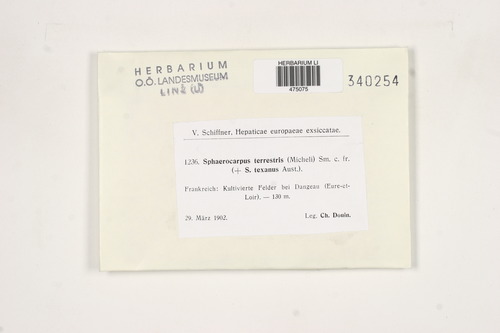 HERBARIUM
O.Ö. LANDESMUSEUM
LINZ (LI)
HERBARIUM LI
475075
340254
V. Schiffner, Hepaticae europaeae exsiccatae.
1236. Sphaerocarpus terrestris (Micheli) Sm. c. fr.
(+ S. texanus Aust.).
Frankreich: Kultivierte Felder bei Dangeau (Eure-et-
Loir). — 130 m.
29. März 1902.
Leg. Ch. Douin.